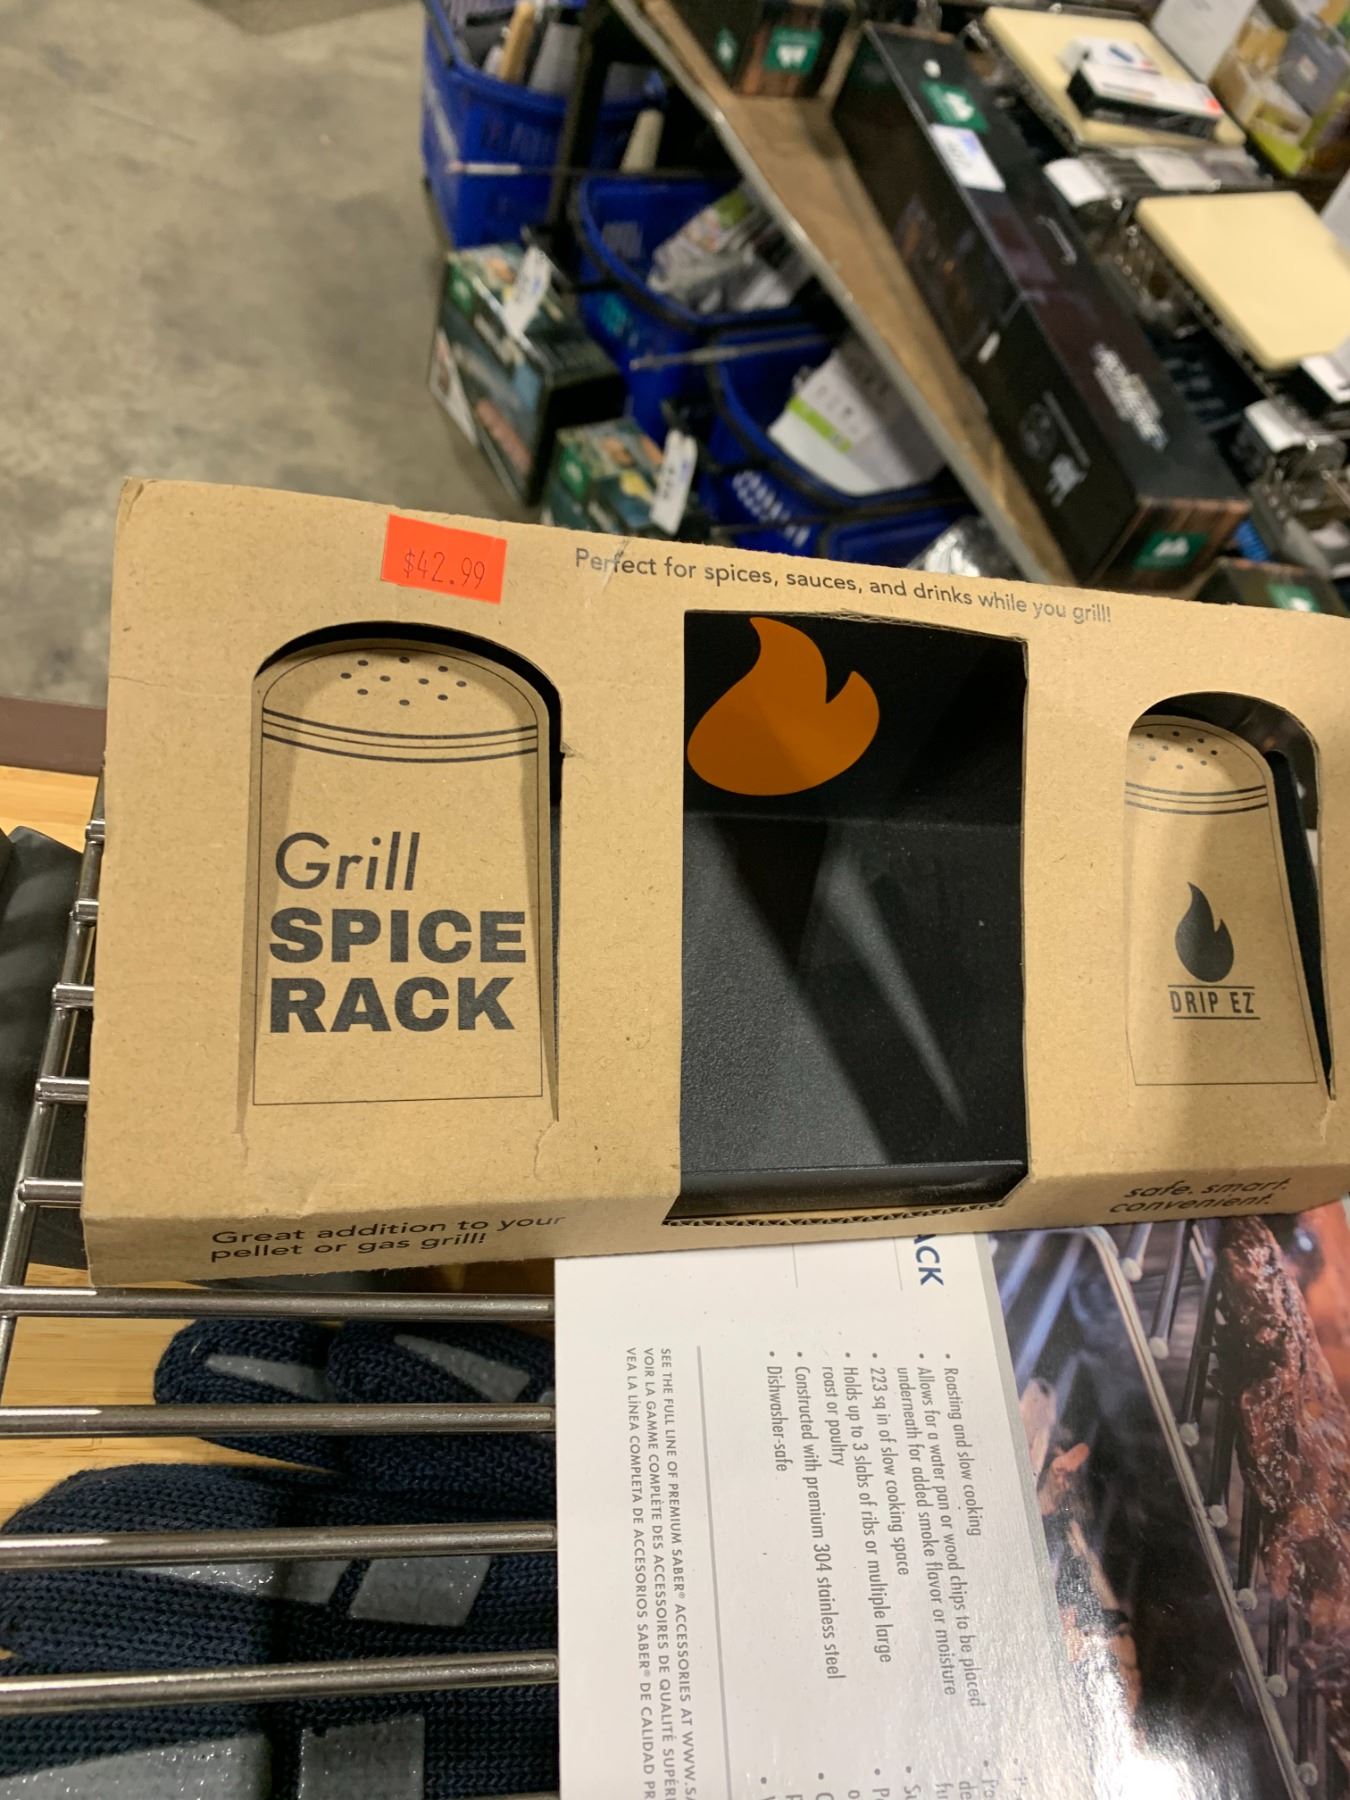 $42.99
Perfect for spices, sauces, and drinks while you grill!
Grill
SPICE
RACK
DRIP EZ
Great addition to your
pellet or gas grill!
safe. smart.
convenient.
ACK
• Roasting and slow cooking
• Allows for a water pan or wood chips to be placed
underneath for added smoke flavor or moisture
• 223 sq in of slow cooking space
• Holds up to 3 slabs of ribs or multiple large
roast or poultry
• Constructed with premium 304 stainless steel
• Dishwasher-safe
SEE THE FULL LINE OF PREMIUM SABER® ACCESSORIES AT WWW.SA
VOIR LA GAMME COMPLÈTE DES ACCESSOIRES DE QUALITÉ SUPÉRI
VEA LA LÍNEA COMPLETA DE ACCESORIOS SABER® DE CALIDAD PR